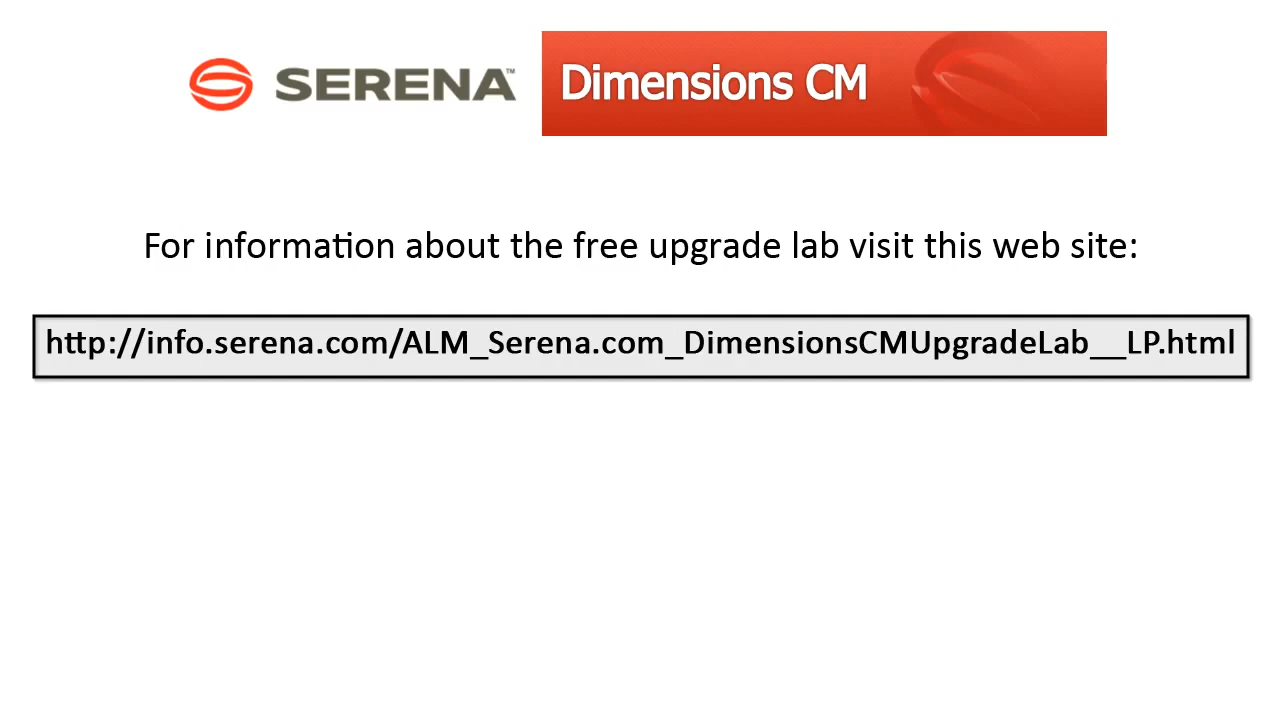 SERENA™
Dimensions CM
For information about the free upgrade lab visit this web site:
http://info.serena.com/ALM_Serena.com_DimensionsCMUpgradeLab__LP.html